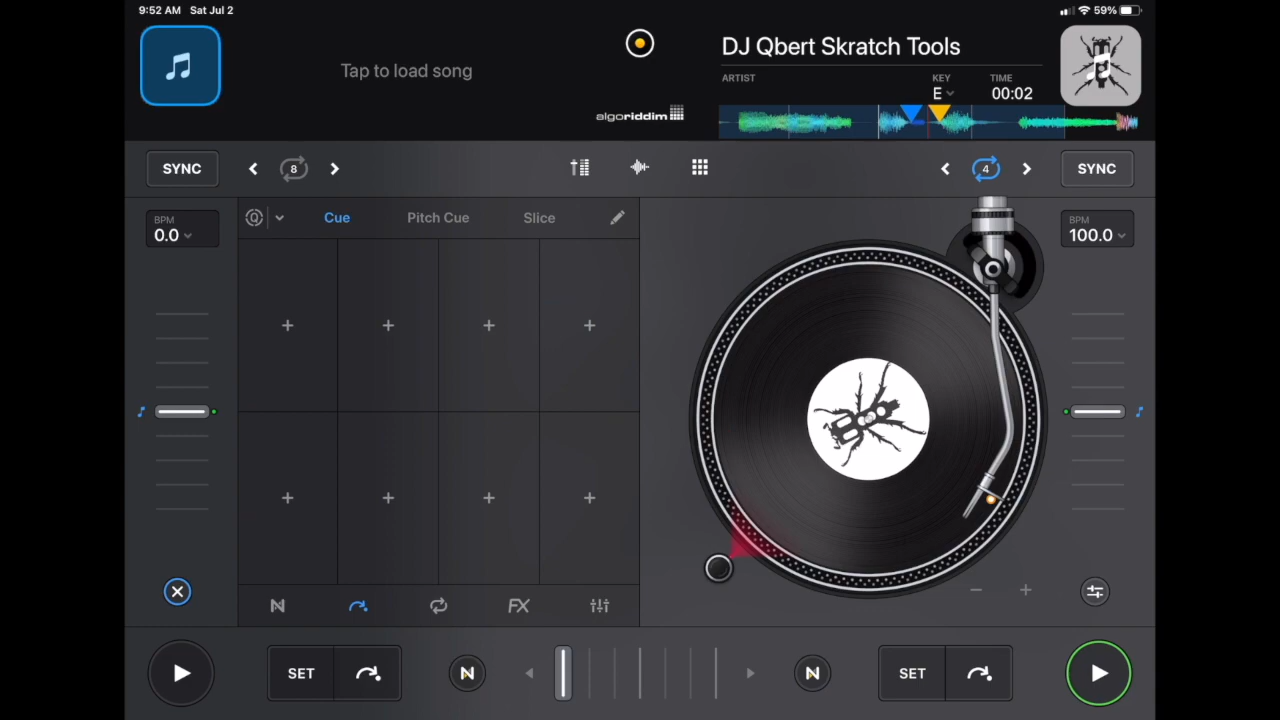 9:52 AM Sat Jul 2
59%
Tap to load song
DJ Qbert Skratch Tools
ARTIST
KEY
TIME
E
00:02
algoriddim
SYNC
8
4
SYNC
BPM
0.0
Cue
Pitch Cue
Slice
BPM
100.0
FX
SET
N
N
SET